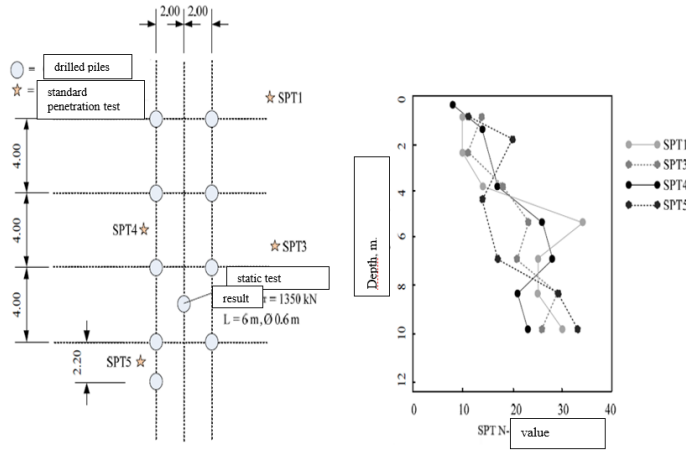 2,00 2,00
= drilled piles
= standard
penetration test
SPT1
4.00
4.00
4.00
2.20
SPT4
SPT3
static test
result r = 1350 kN
L = 6 m, Ø 0.6 m
SPT5
0
2
4
6
8
10
12
Depth. m.
0 10 20 30 40
SPT N- value
SPT1
SPT3
SPT4
SPT5